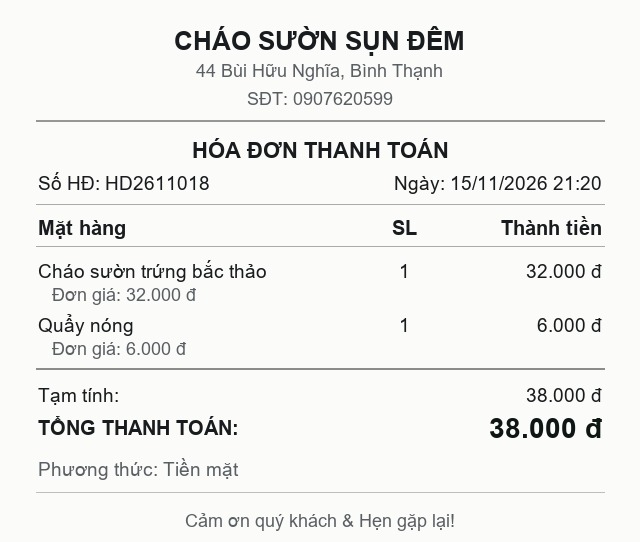 CHÁO SƯỜN SỤN ĐÊM
44 Bùi Hữu Nghĩa, Bình Thạnh
SĐT: 0907620599
HÓA ĐƠN THANH TOÁN
Số HĐ: HD2611018 Ngày: 15/11/2026 21:20
Mặt hàng SL Thành tiền
Cháo sườn trứng bắc thảo 1 32.000 đ
Đơn giá: 32.000 đ
Quẩy nóng 1 6.000 đ
Đơn giá: 6.000 đ
Tạm tính: 38.000 đ
TỔNG THANH TOÁN: 38.000 đ
Phương thức: Tiền mặt
Cảm ơn quý khách & Hẹn gặp lại!